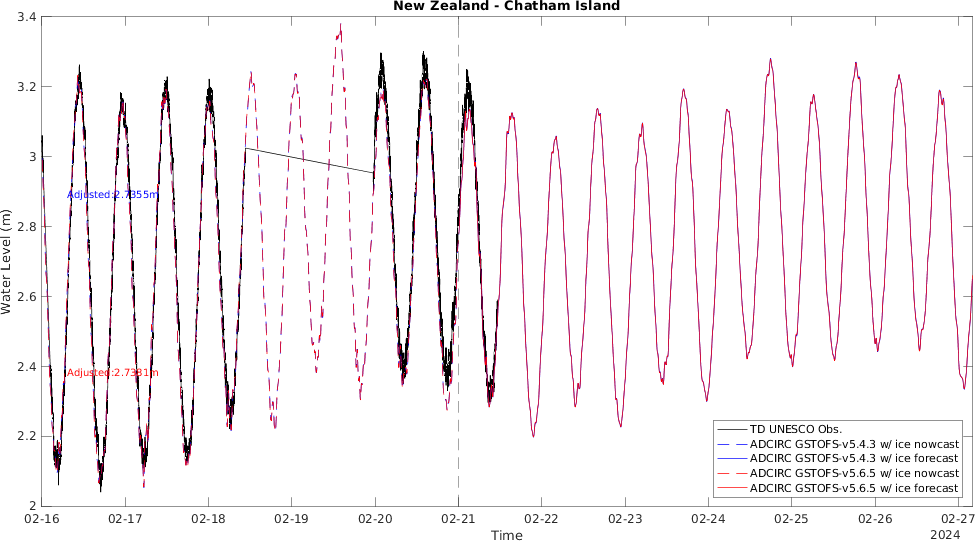 New Zealand - Chatham Island
3.4
3.2
3
2.8
2.6
2.4
2.2
2
Water Level (m)
Adjusted:2.7355m
Adjusted:2.7331m
TD UNESCO Obs.
ADCIRC GSTOFS-v5.4.3 w/ ice nowcast
ADCIRC GSTOFS-v5.4.3 w/ ice forecast
ADCIRC GSTOFS-v5.6.5 w/ ice nowcast
ADCIRC GSTOFS-v5.6.5 w/ ice forecast
02-16 02-17 02-18 02-19 02-20 02-21 02-22 02-23 02-24 02-25 02-26 02-27
Time
2024